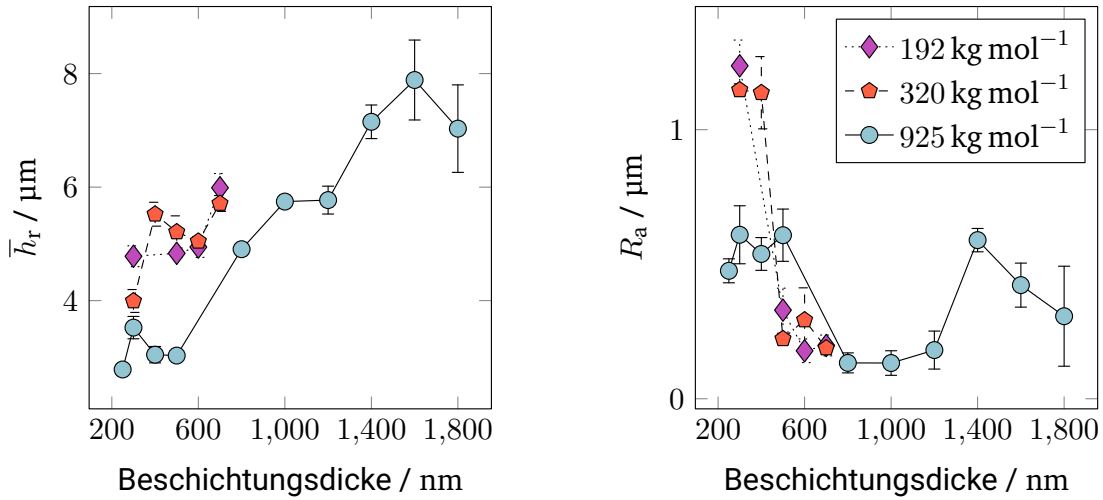 8
6
4
h̅r / µm
200
600
1,000
1,400
1,800
Beschichtungsdicke / nm
1
0
Ra / µm
200
600
1,000
1,400
1,800
Beschichtungsdicke / nm
192 kg mol⁻¹
320 kg mol⁻¹
925 kg mol⁻¹